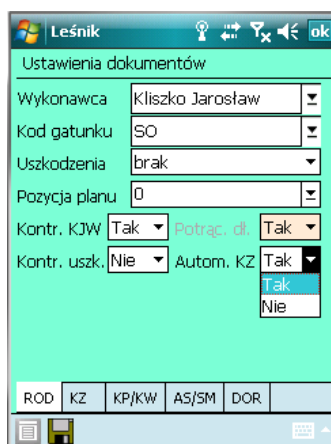 Leśnik ok
Ustawienia dokumentów
Wykonawca Kliszko Jarosław
Kod gatunku SO
Uszkodzenia brak
Pozycja planu 0
Kontr. KJW Tak Potrąc. dł. Tak
Kontr. uszk. Nie Autom. KZ Tak
Tak
Nie
ROD KZ KP/KW AS/SM DOR